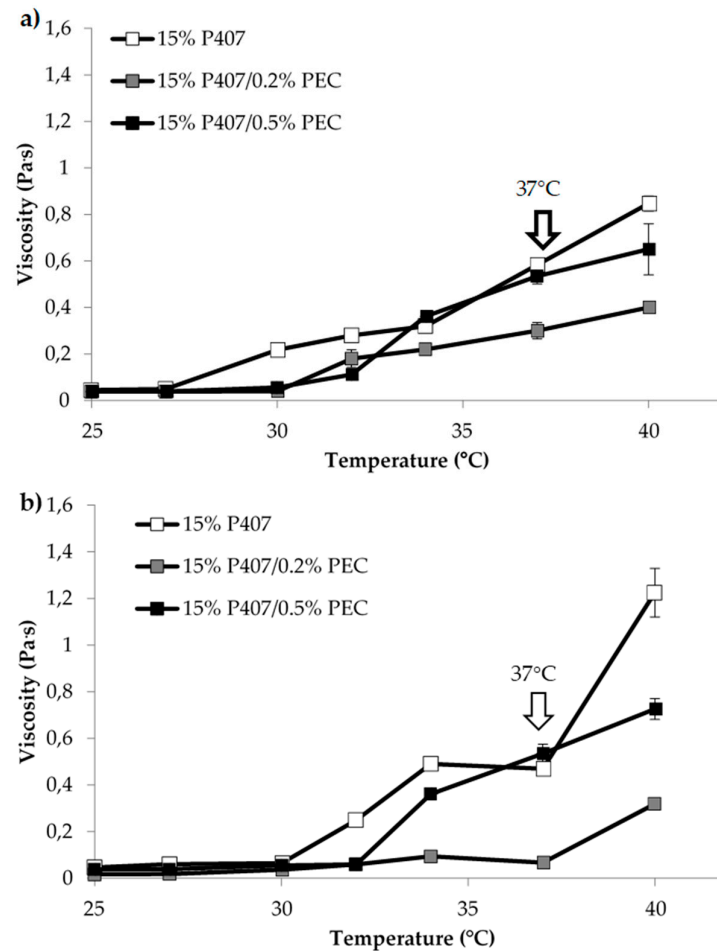 a)
1,6
1,4
1,2
1
0,8
0,6
0,4
0,2
0
Viscosity (Pa·s)
15% P407
15% P407/0.2% PEC
15% P407/0.5% PEC
37°C
25
30
35
40
Temperature (°C)
b)
1,6
1,4
1,2
1
0,8
0,6
0,4
0,2
0
Viscosity (Pa·s)
15% P407
15% P407/0.2% PEC
15% P407/0.5% PEC
37°C
25
30
35
40
Temperature (°C)